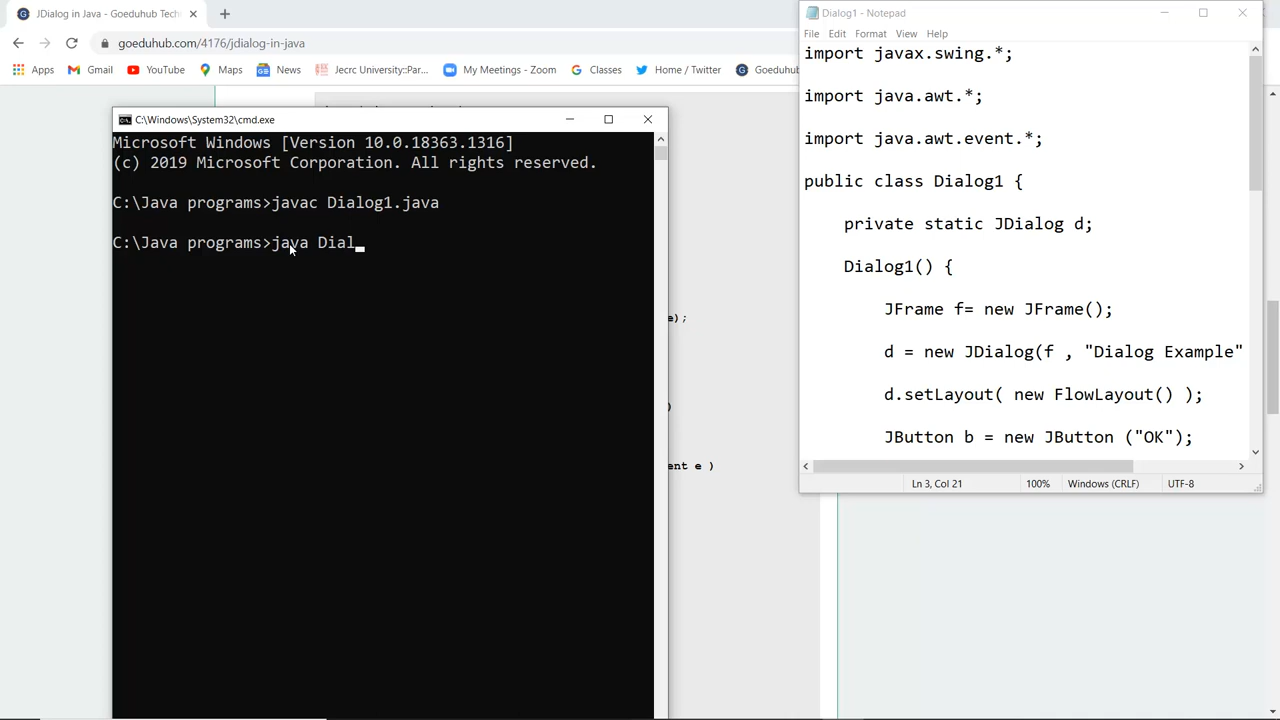 JDialog in Java - Goeduhub Tech
goeduhub.com/4176/jdialog-in-java
Apps Gmail YouTube Maps News Jecrc University::Par... My Meetings - Zoom Classes Home / Twitter Goeduhub
C:\Windows\System32\cmd.exe
Microsoft Windows [Version 10.0.18363.1316]
(c) 2019 Microsoft Corporation. All rights reserved.
C:\Java programs>javac Dialog1.java
C:\Java programs>java Dial_
e);
)
ent e )
Dialog1 - Notepad
File Edit Format View Help
import javax.swing.*;
import java.awt.*;
import java.awt.event.*;
public class Dialog1 {
private static JDialog d;
Dialog1() {
JFrame f= new JFrame();
d = new JDialog(f , "Dialog Example"
d.setLayout( new FlowLayout() );
JButton b = new JButton ("OK");
Ln 3, Col 21 100% Windows (CRLF) UTF-8